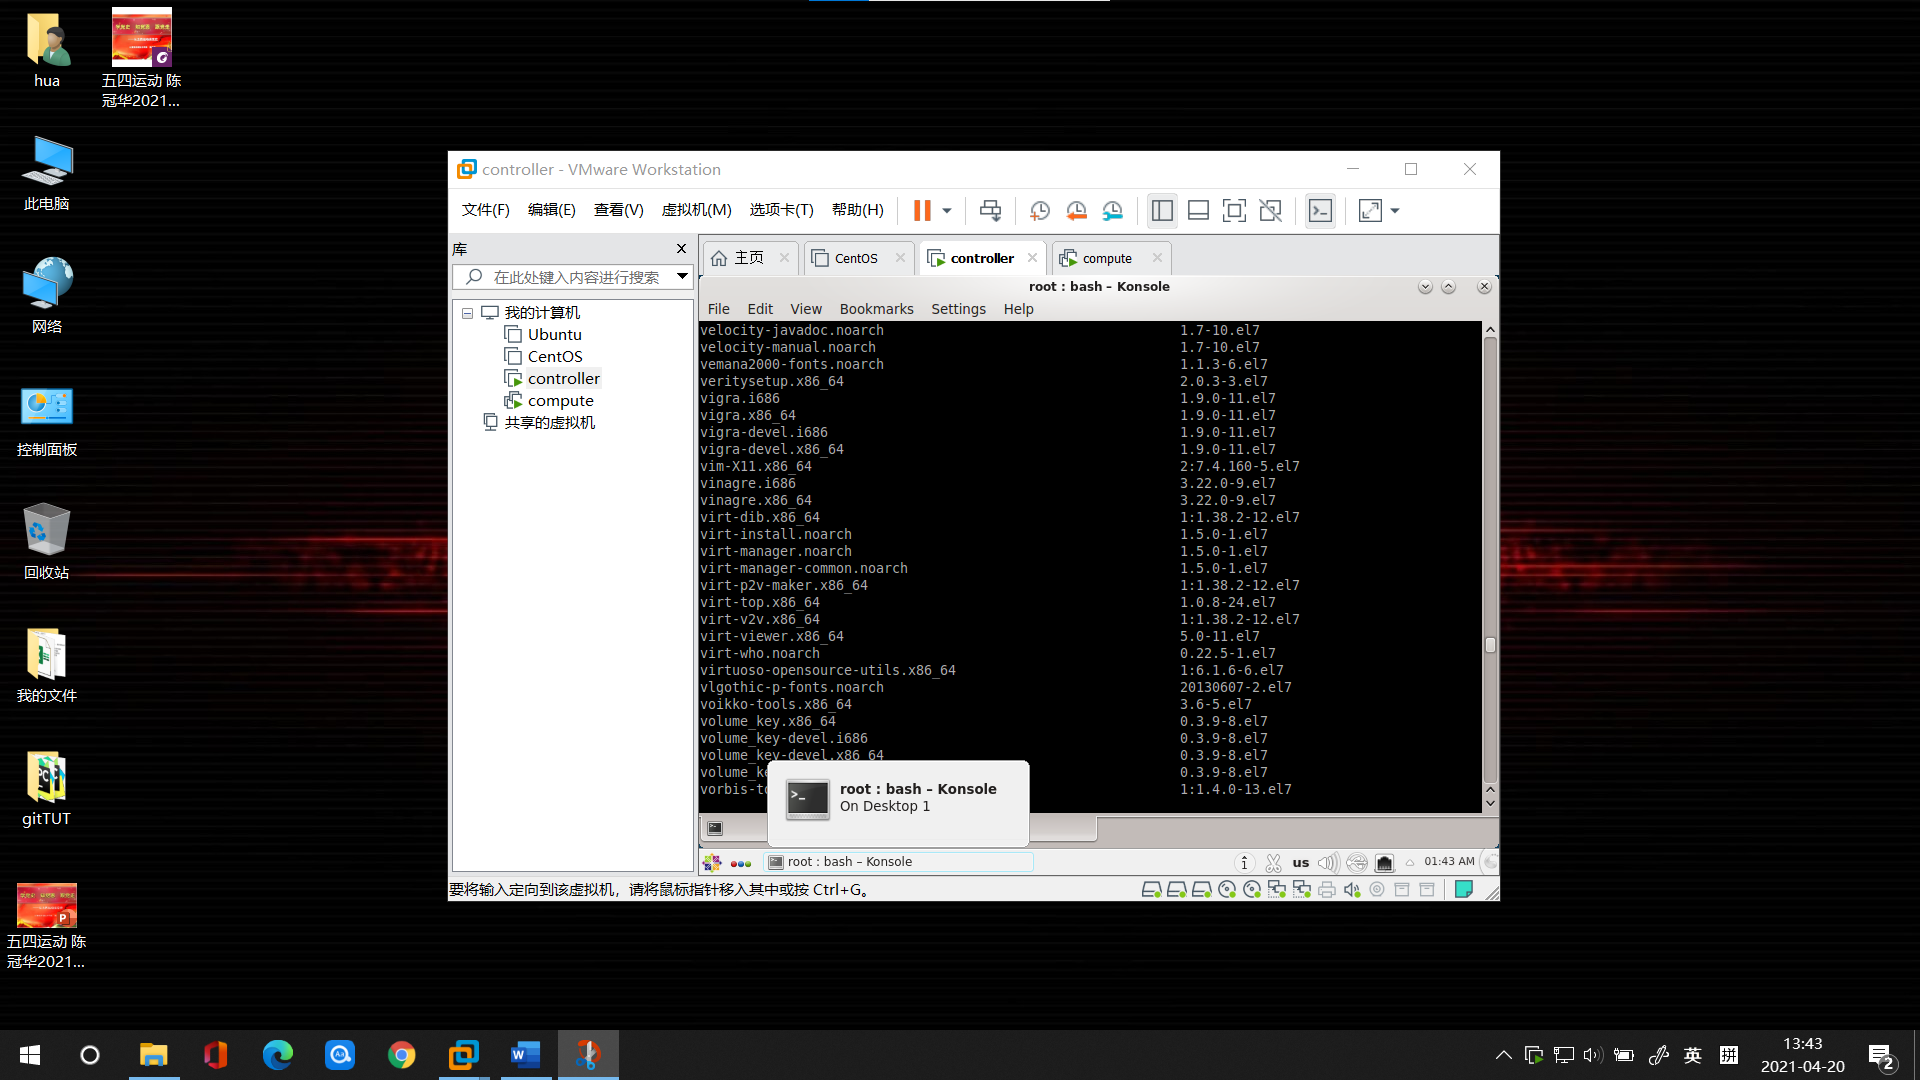 hua
五四运动 陈
冠华2021...
此电脑
网络
控制面板
回收站
我的文件
gitTUT
五四运动 陈
冠华2021...
controller - VMware Workstation
文件(F) 编辑(E) 查看(V) 虚拟机(M) 选项卡(T) 帮助(H)
库
在此处键入内容进行搜索
我的计算机
Ubuntu
CentOS
controller
compute
共享的虚拟机
主页 CentOS controller compute
root : bash – Konsole
File Edit View Bookmarks Settings Help
velocity-javadoc.noarch 1.7-10.el7
velocity-manual.noarch 1.7-10.el7
vemana2000-fonts.noarch 1.1.3-6.el7
veritysetup.x86_64 2.0.3-3.el7
vigra.i686 1.9.0-11.el7
vigra.x86_64 1.9.0-11.el7
vigra-devel.i686 1.9.0-11.el7
vigra-devel.x86_64 1.9.0-11.el7
vim-X11.x86_64 2:7.4.160-5.el7
vinagre.i686 3.22.0-9.el7
vinagre.x86_64 3.22.0-9.el7
virt-dib.x86_64 1:1.38.2-12.el7
virt-install.noarch 1.5.0-1.el7
virt-manager.noarch 1.5.0-1.el7
virt-manager-common.noarch 1.5.0-1.el7
virt-p2v-maker.x86_64 1:1.38.2-12.el7
virt-top.x86_64 1.0.8-24.el7
virt-v2v.x86_64 1:1.38.2-12.el7
virt-viewer.x86_64 5.0-11.el7
virt-who.noarch 0.22.5-1.el7
virtuoso-opensource-utils.x86_64 1:6.1.6-6.el7
vlgothic-p-fonts.noarch 20130607-2.el7
voikko-tools.x86_64 3.6-5.el7
volume_key.x86_64 0.3.9-8.el7
volume_key-devel.i686 0.3.9-8.el7
volume_key-devel.x86_64 0.3.9-8.el7
volume_ke 0.3.9-8.el7
vorbis-to 1:1.4.0-13.el7
root : bash – Konsole
On Desktop 1
root : bash – Konsole
us
01:43 AM
要将输入定向到该虚拟机，请将鼠标指针移入其中或按 Ctrl+G。
英
拼
13:43
2021-04-20
2